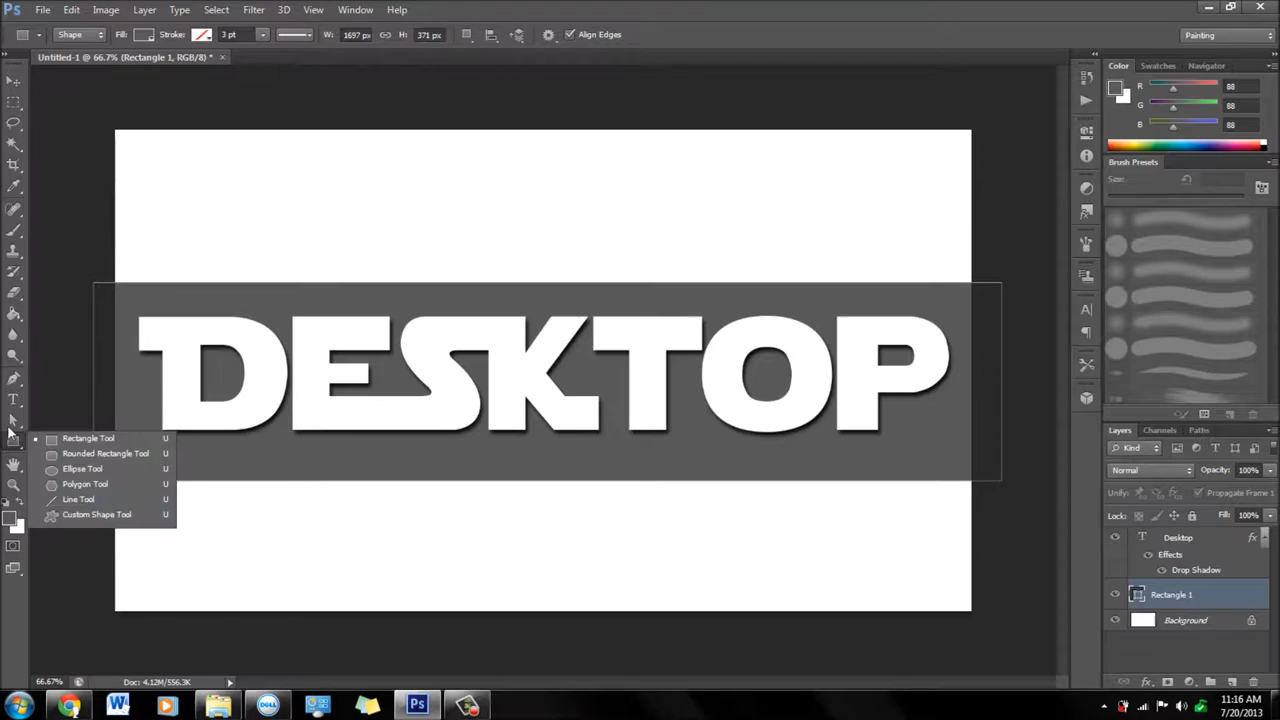 Ps File Edit Image Layer Type Select Filter 3D View Window Help
Shape Fill: Stroke: 3 pt W: 1697 px H: 371 px Align Edges Painting
Untitled-1 @ 66.7% (Rectangle 1, RGB/8) * ×
Color Swatches Navigator
R 88
G 88
B 88
Brush Presets
Size:
DESKTOP
Rectangle Tool U
Rounded Rectangle Tool U
Ellipse Tool U
Polygon Tool U
Line Tool U
Custom Shape Tool U
Layers Channels Paths
Kind
Normal Opacity: 100%
Unify: Propagate Frame 1
Lock: Fill: 100%
T Desktop fx
Effects
Drop Shadow
Rectangle 1
Background
66.67% Doc: 4.12M/556.3K
W DELL Ps
11:16 AM
7/20/2013